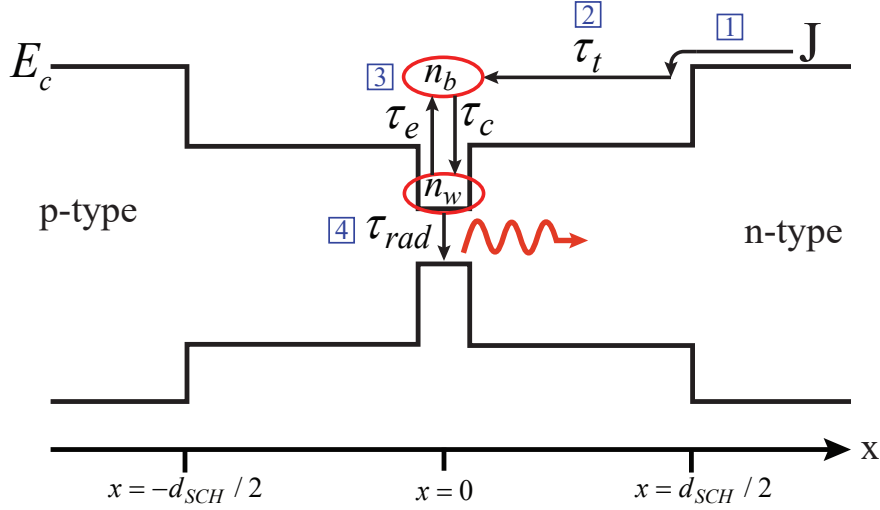 2
1
J
E_c
3
n_b
τ_t
τ_e
τ_c
n_w
p-type
4
τ_rad
n-type
x
x = −d_SCH / 2
x = 0
x = d_SCH / 2